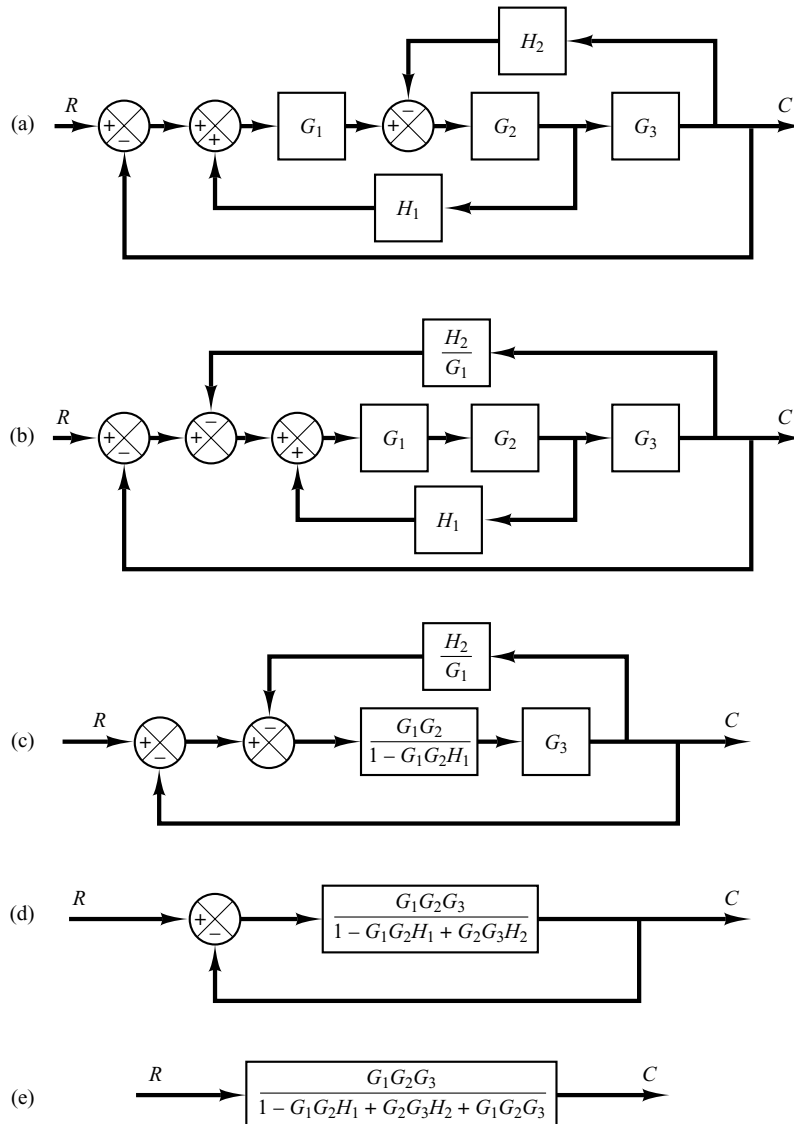 (a)
R
+
−
+
+
G₁
+
−
G₂
G₃
H₂
C
H₁
(b)
R
+
−
−
+
+
+
G₁
G₂
G₃
H₂
G₁
C
H₁
(c)
R
+
−
−
+
G₁G₂
1 − G₁G₂H₁
G₃
H₂
G₁
C
(d)
R
+
−
G₁G₂G₃
1 − G₁G₂H₁ + G₂G₃H₂
C
(e)
R
G₁G₂G₃
1 − G₁G₂H₁ + G₂G₃H₂ + G₁G₂G₃
C